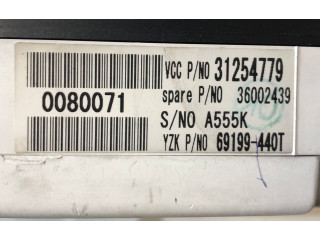 VCC P/NO 31254779
0080071
spare P/NO 36002439
S/NO A555K
YZK P/NO 69199-440T